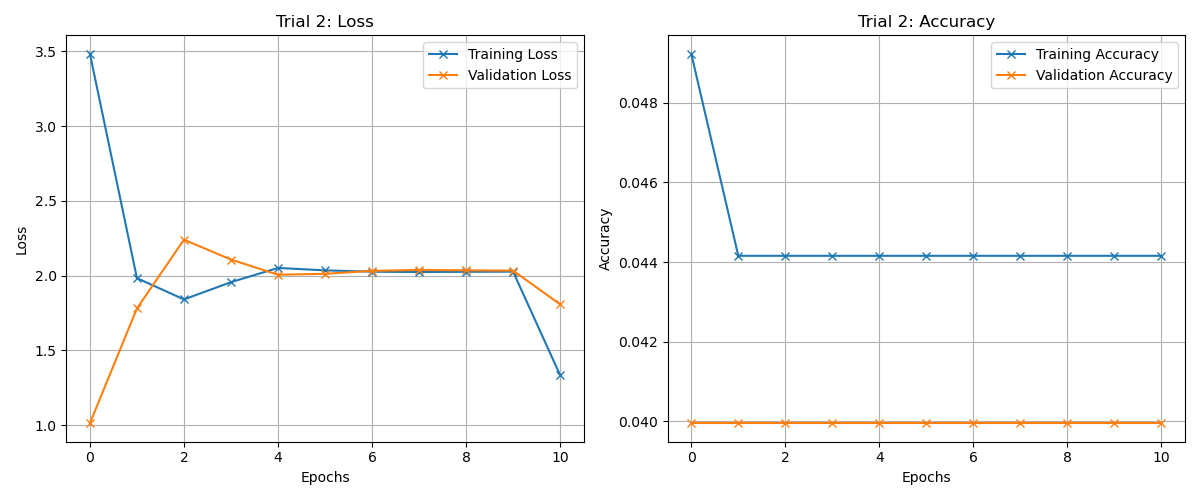 Trial 2: Loss
Loss
3.5
3.0
2.5
2.0
1.5
1.0
0 2 4 6 8 10
Epochs
Training Loss
Validation Loss
Trial 2: Accuracy
Accuracy
0.048
0.046
0.044
0.042
0.040
0 2 4 6 8 10
Epochs
Training Accuracy
Validation Accuracy